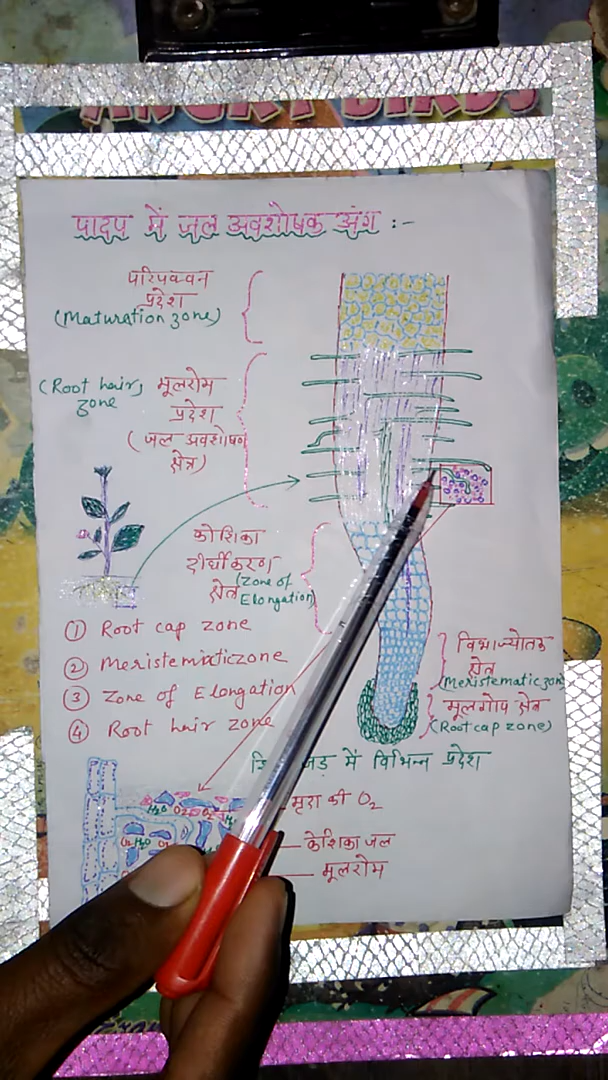 पादप में जल अवशोषक अंग :-
परिपक्वन
प्रदेश
(Maturation zone)
(Root hair)
zone
मूलरोम
प्रदेश
(जल अवशोषण
क्षेत्र)
कोशिका
दीर्घीकरण
क्षेत्र
(Zone of
Elongation)
① Root cap zone
② Meristemixticzone
③ Zone of Elongation
④ Root hair zone
विभाज्योतक
क्षेत्र
(Meristematic zon
मूलगोप क्षेत्र
(Root cap zone)
जड़ में विभिन्न प्रदेश
मृदा की O₂
केशिका जल
मूलरोम